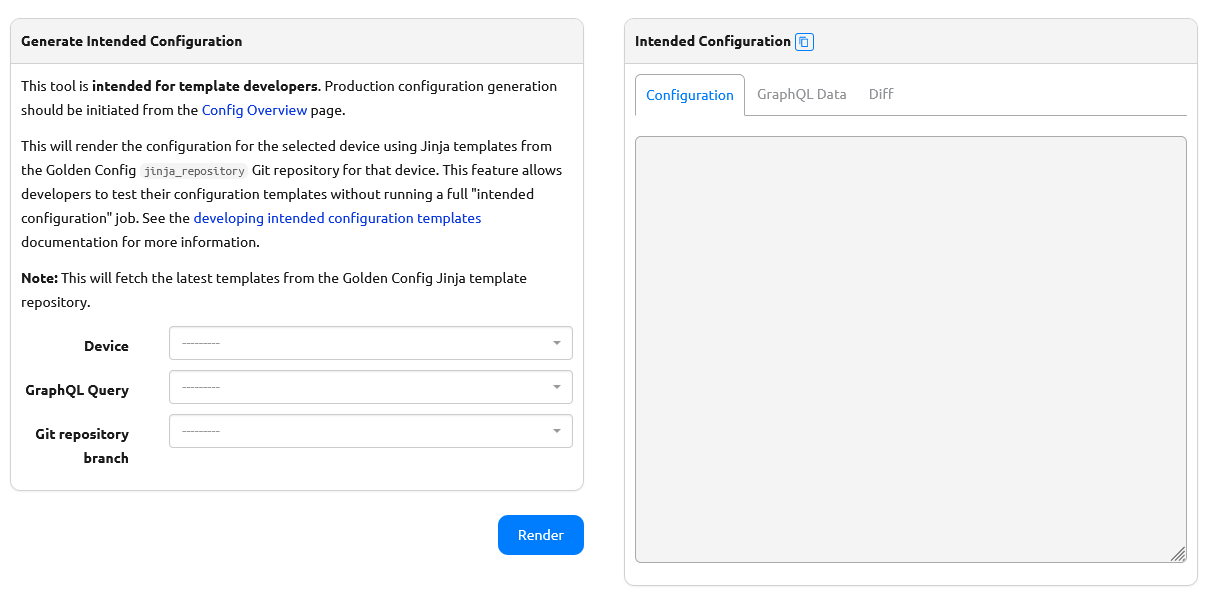 Generate Intended Configuration
This tool is intended for template developers. Production configuration generation
should be initiated from the Config Overview page.
This will render the configuration for the selected device using Jinja templates from
the Golden Config jinja_repository Git repository for that device. This feature allows
developers to test their configuration templates without running a full "intended
configuration" job. See the developing intended configuration templates
documentation for more information.
Note: This will fetch the latest templates from the Golden Config Jinja template
repository.
Device
---------
GraphQL Query
---------
Git repository
branch
---------
Render
Intended Configuration
Configuration
GraphQL Data
Diff